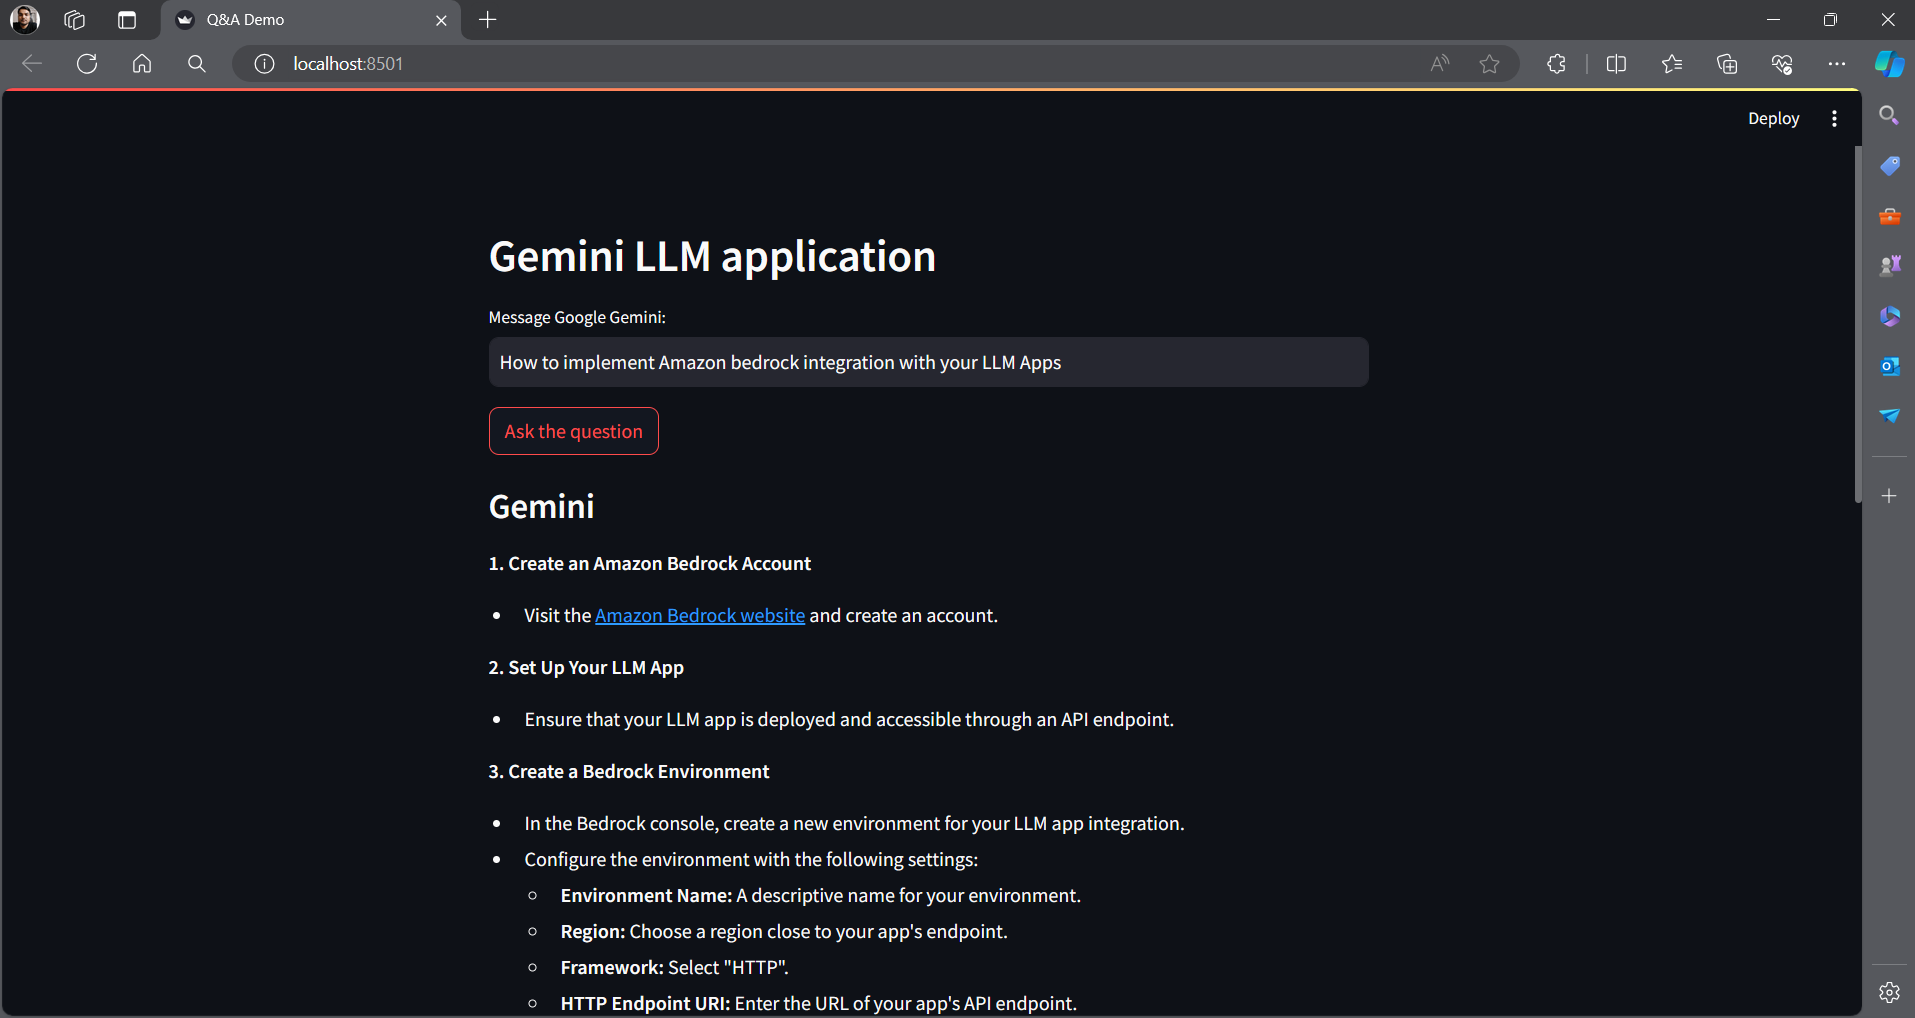 Q&A Demo
localhost:8501
Deploy
Gemini LLM application
Message Google Gemini:
How to implement Amazon bedrock integration with your LLM Apps
Ask the question
Gemini
1. Create an Amazon Bedrock Account
• Visit the Amazon Bedrock website and create an account.
2. Set Up Your LLM App
• Ensure that your LLM app is deployed and accessible through an API endpoint.
3. Create a Bedrock Environment
• In the Bedrock console, create a new environment for your LLM app integration.
• Configure the environment with the following settings:
◦ Environment Name: A descriptive name for your environment.
◦ Region: Choose a region close to your app's endpoint.
◦ Framework: Select "HTTP".
◦ HTTP Endpoint URI: Enter the URL of your app's API endpoint.